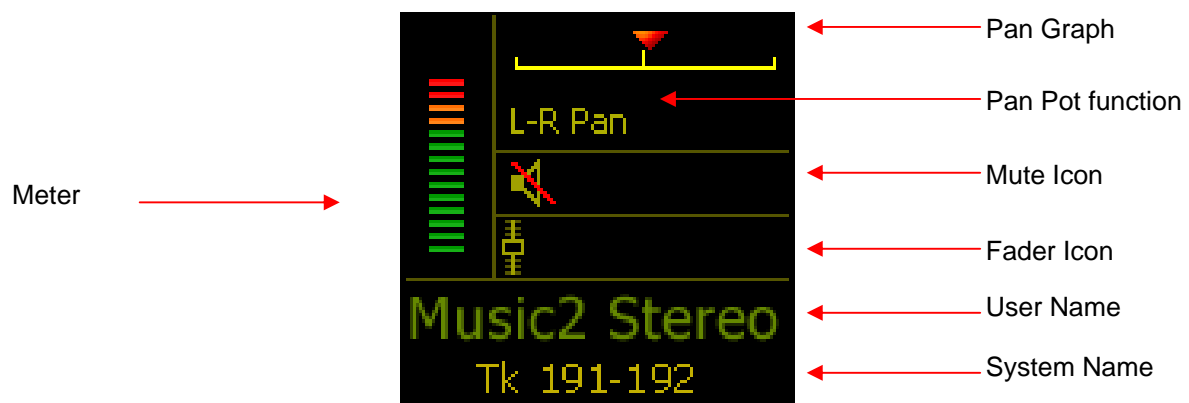 Pan Graph
Pan Pot function
L-R Pan
Mute Icon
Meter
Fader Icon
Music2 Stereo
User Name
Tk 191-192
System Name